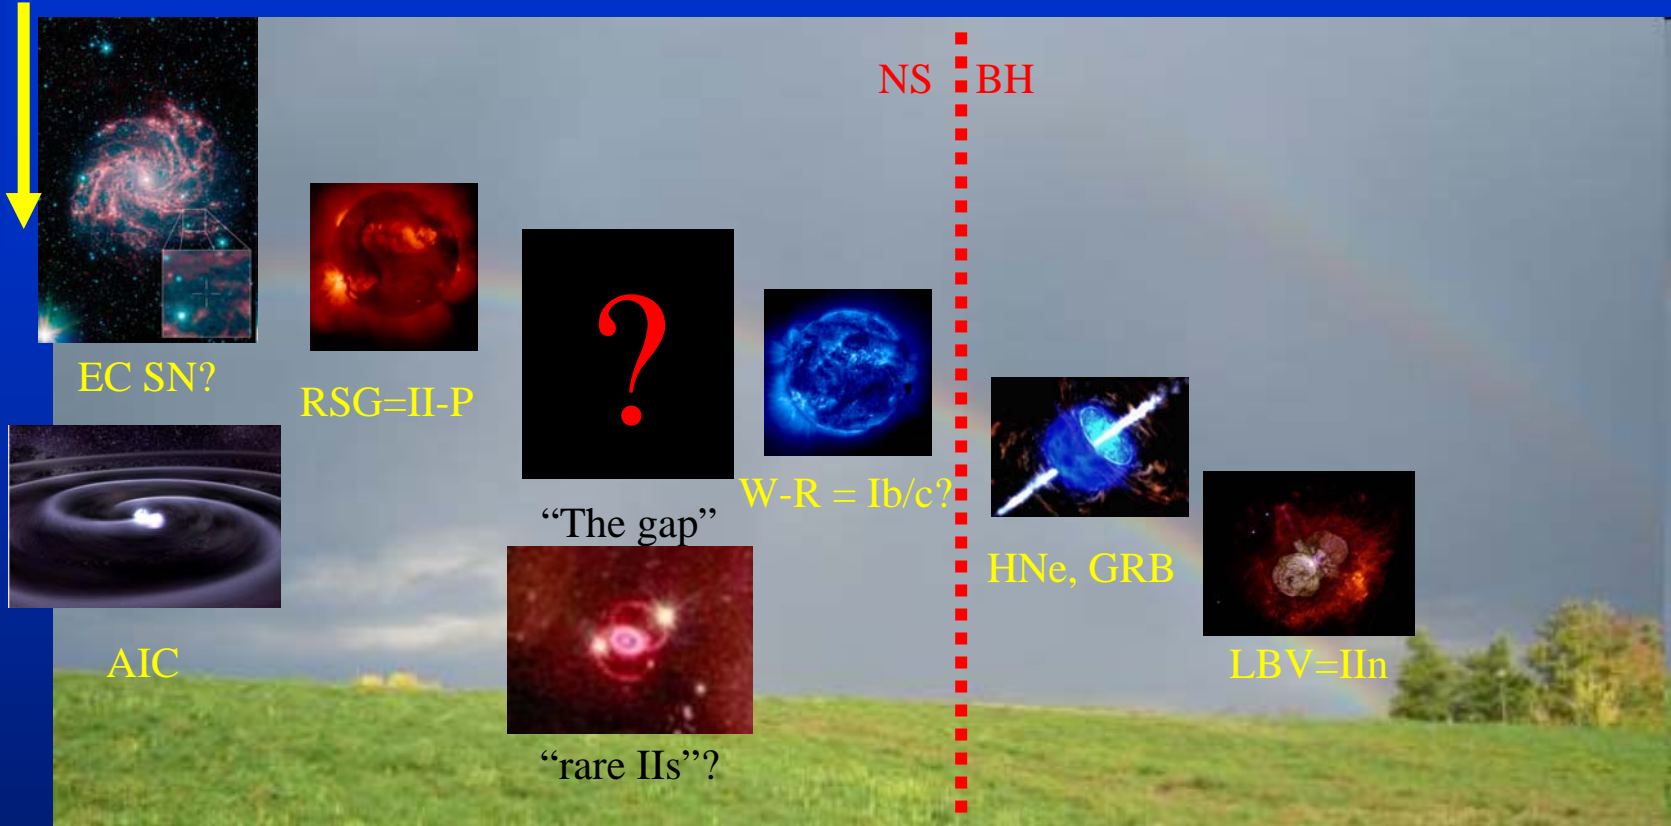 NS
BH
EC SN?
RSG=II-P
?
W-R = Ib/c?
“The gap”
HNe, GRB
AIC
LBV=IIn
“rare IIs”?